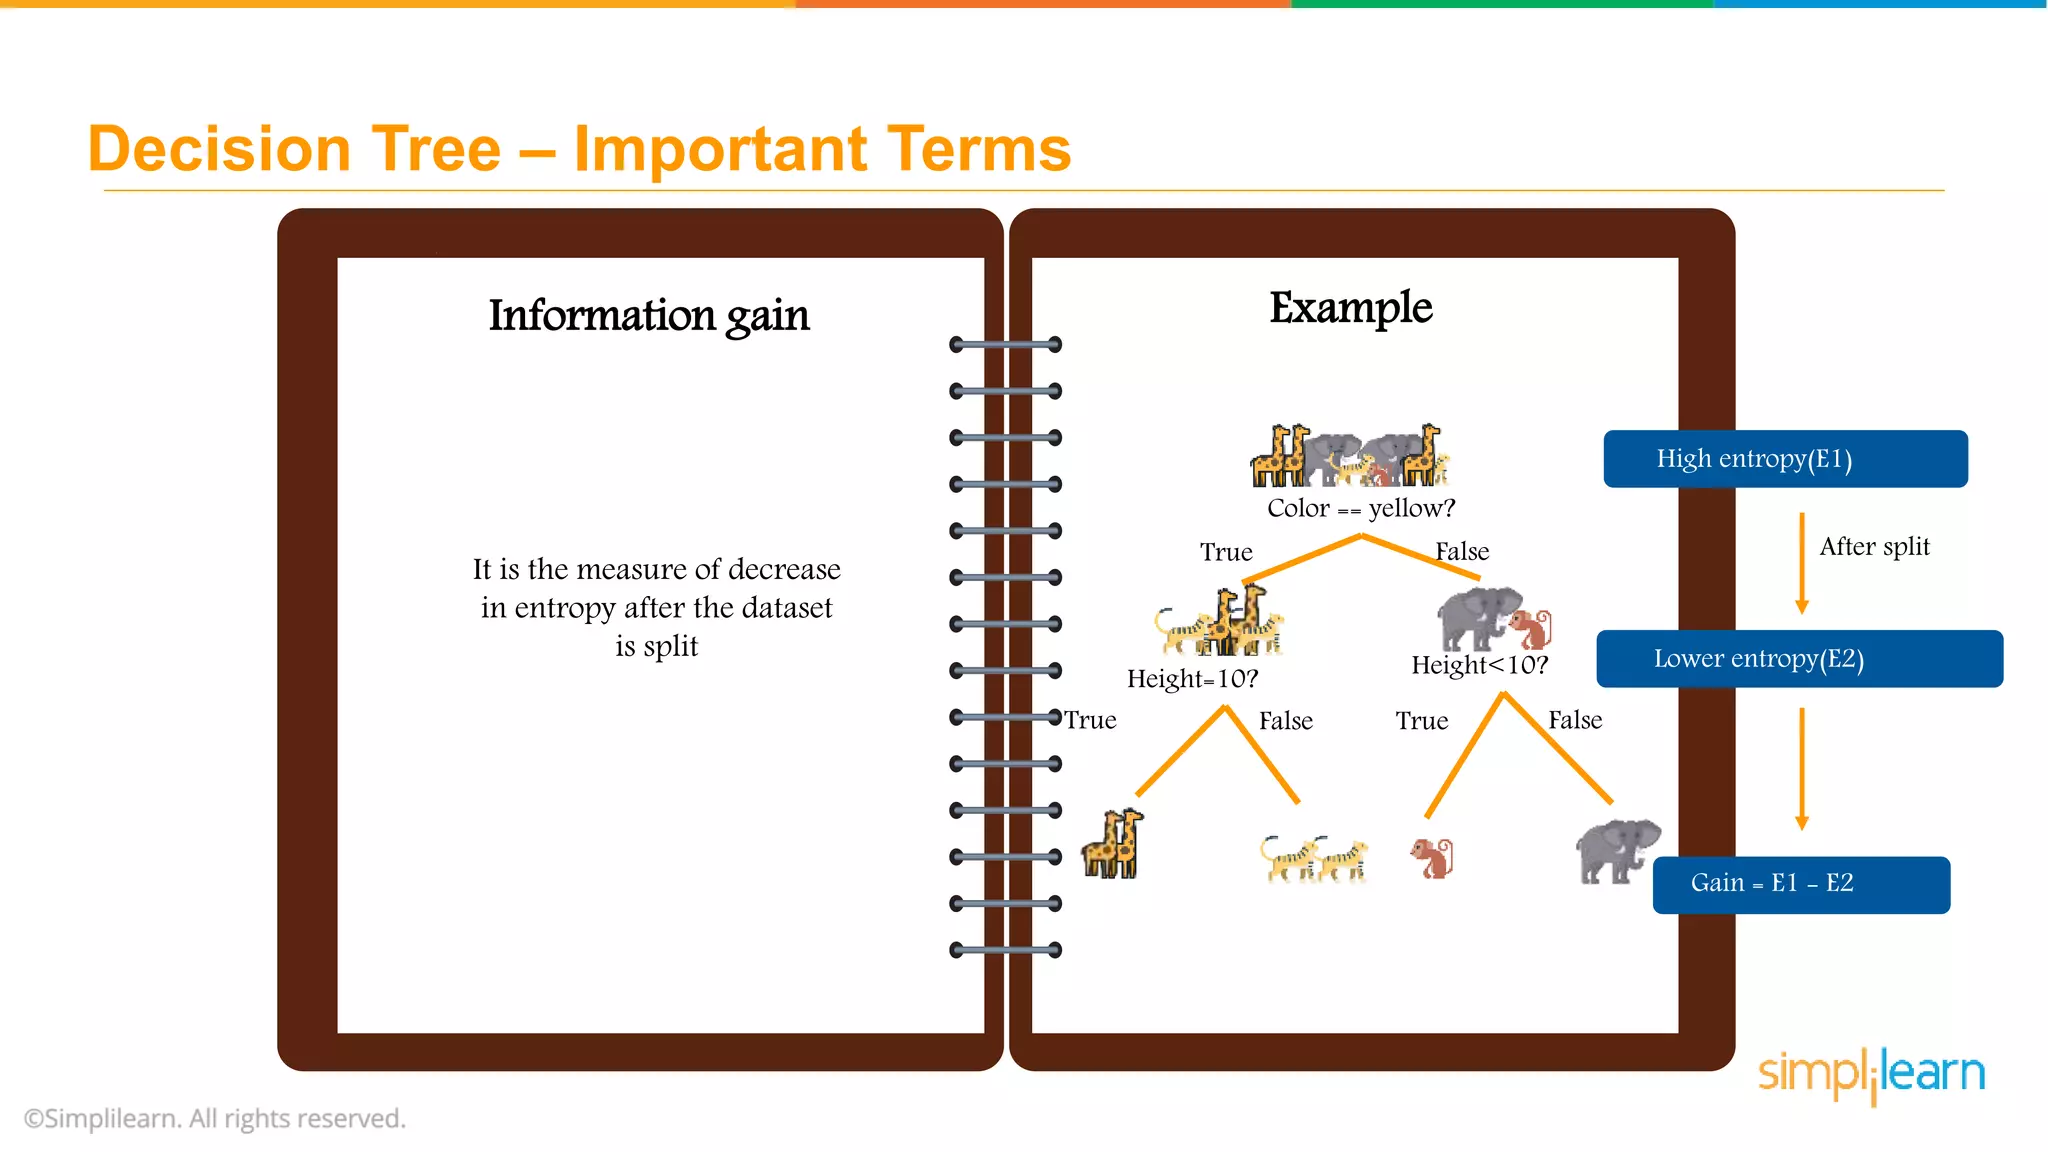 Decision Tree – Important Terms
Information gain
It is the measure of decrease
in entropy after the dataset
is split
Example
Color == yellow?
True
False
Height=10?
Height<10?
True
False
True
False
High entropy(E1)
After split
Lower entropy(E2)
Gain = E1 - E2
simplilearn
©Simplilearn. All rights reserved.